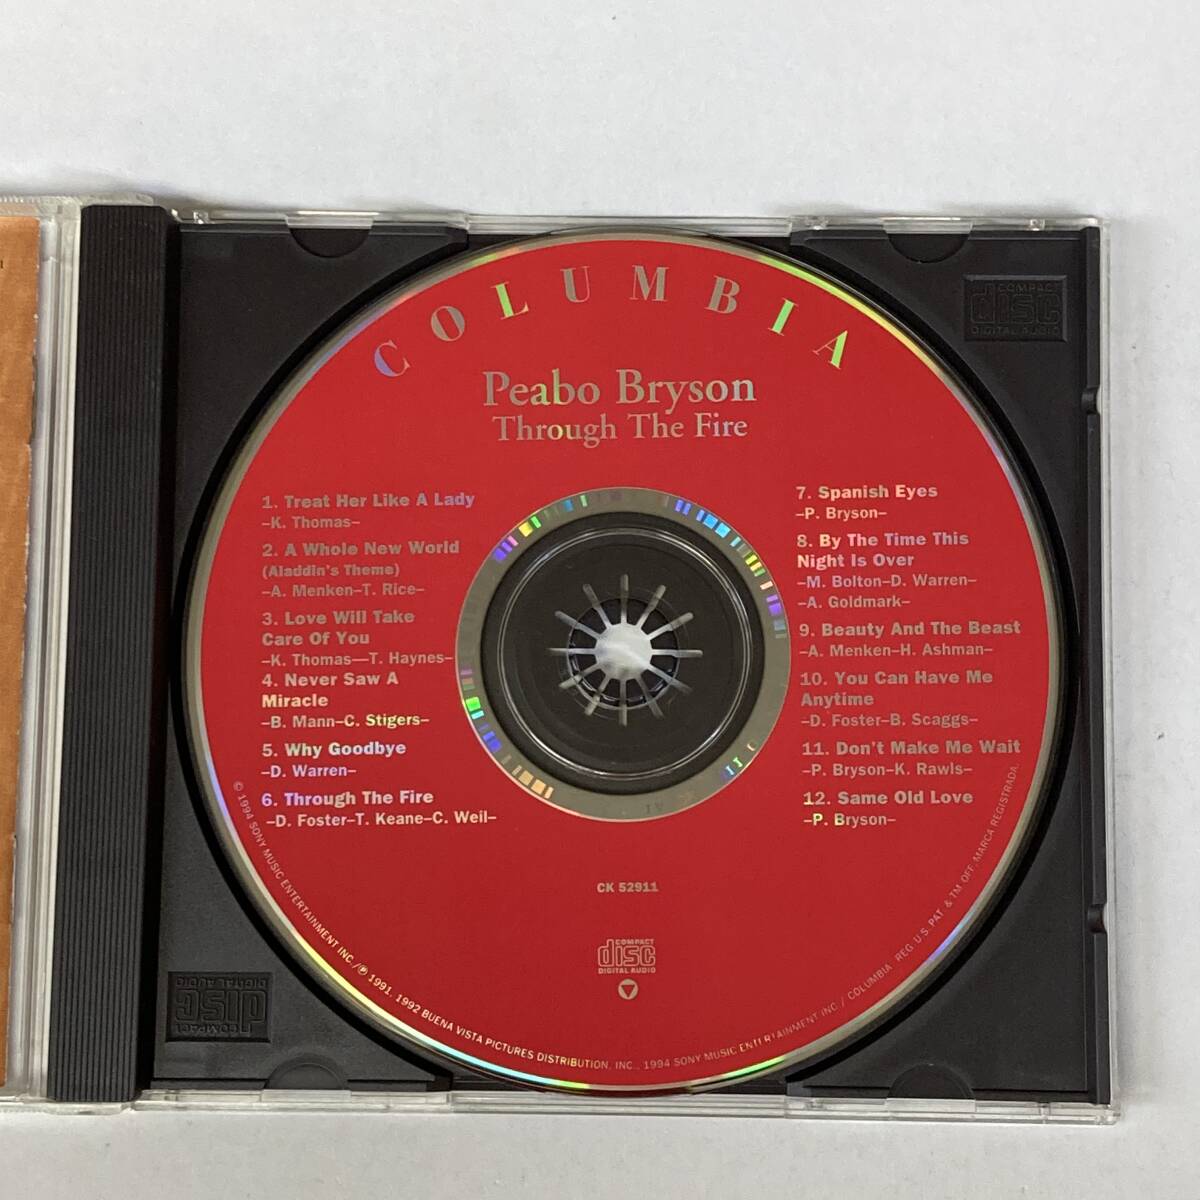 COLUMBIA
Peabo Bryson
Through The Fire
1. Treat Her Like A Lady
–K. Thomas–
2. A Whole New World
(Aladdin's Theme)
–A. Menken–T. Rice–
3. Love Will Take
Care Of You
–K. Thomas—T. Haynes–
4. Never Saw A
Miracle
–B. Mann–C. Stigers–
5. Why Goodbye
–D. Warren–
6. Through The Fire
–D. Foster–T. Keane–C. Weil–
7. Spanish Eyes
–P. Bryson–
8. By The Time This
Night Is Over
–M. Bolton–D. Warren–
–A. Goldmark–
9. Beauty And The Beast
–A. Menken–H. Ashman–
10. You Can Have Me
Anytime
–D. Foster–B. Scaggs–
11. Don't Make Me Wait
–P. Bryson–K. Rawls–
12. Same Old Love
–P. Bryson–
CK 52911
COMPACT
disc
DIGITAL AUDIO
© 1994 SONY MUSIC ENTERTAINMENT INC./℗ 1991, 1992 BUENA VISTA PICTURES DISTRIBUTION, INC., 1994 SONY MUSIC ENTERTAINMENT INC./COLUMBIA REG. U.S. PAT. & TM. OFF. MARCA REGISTRADA.
COMPACT
disc
DIGITAL AUDIO
COMPACT
disc
DIGITAL AUDIO